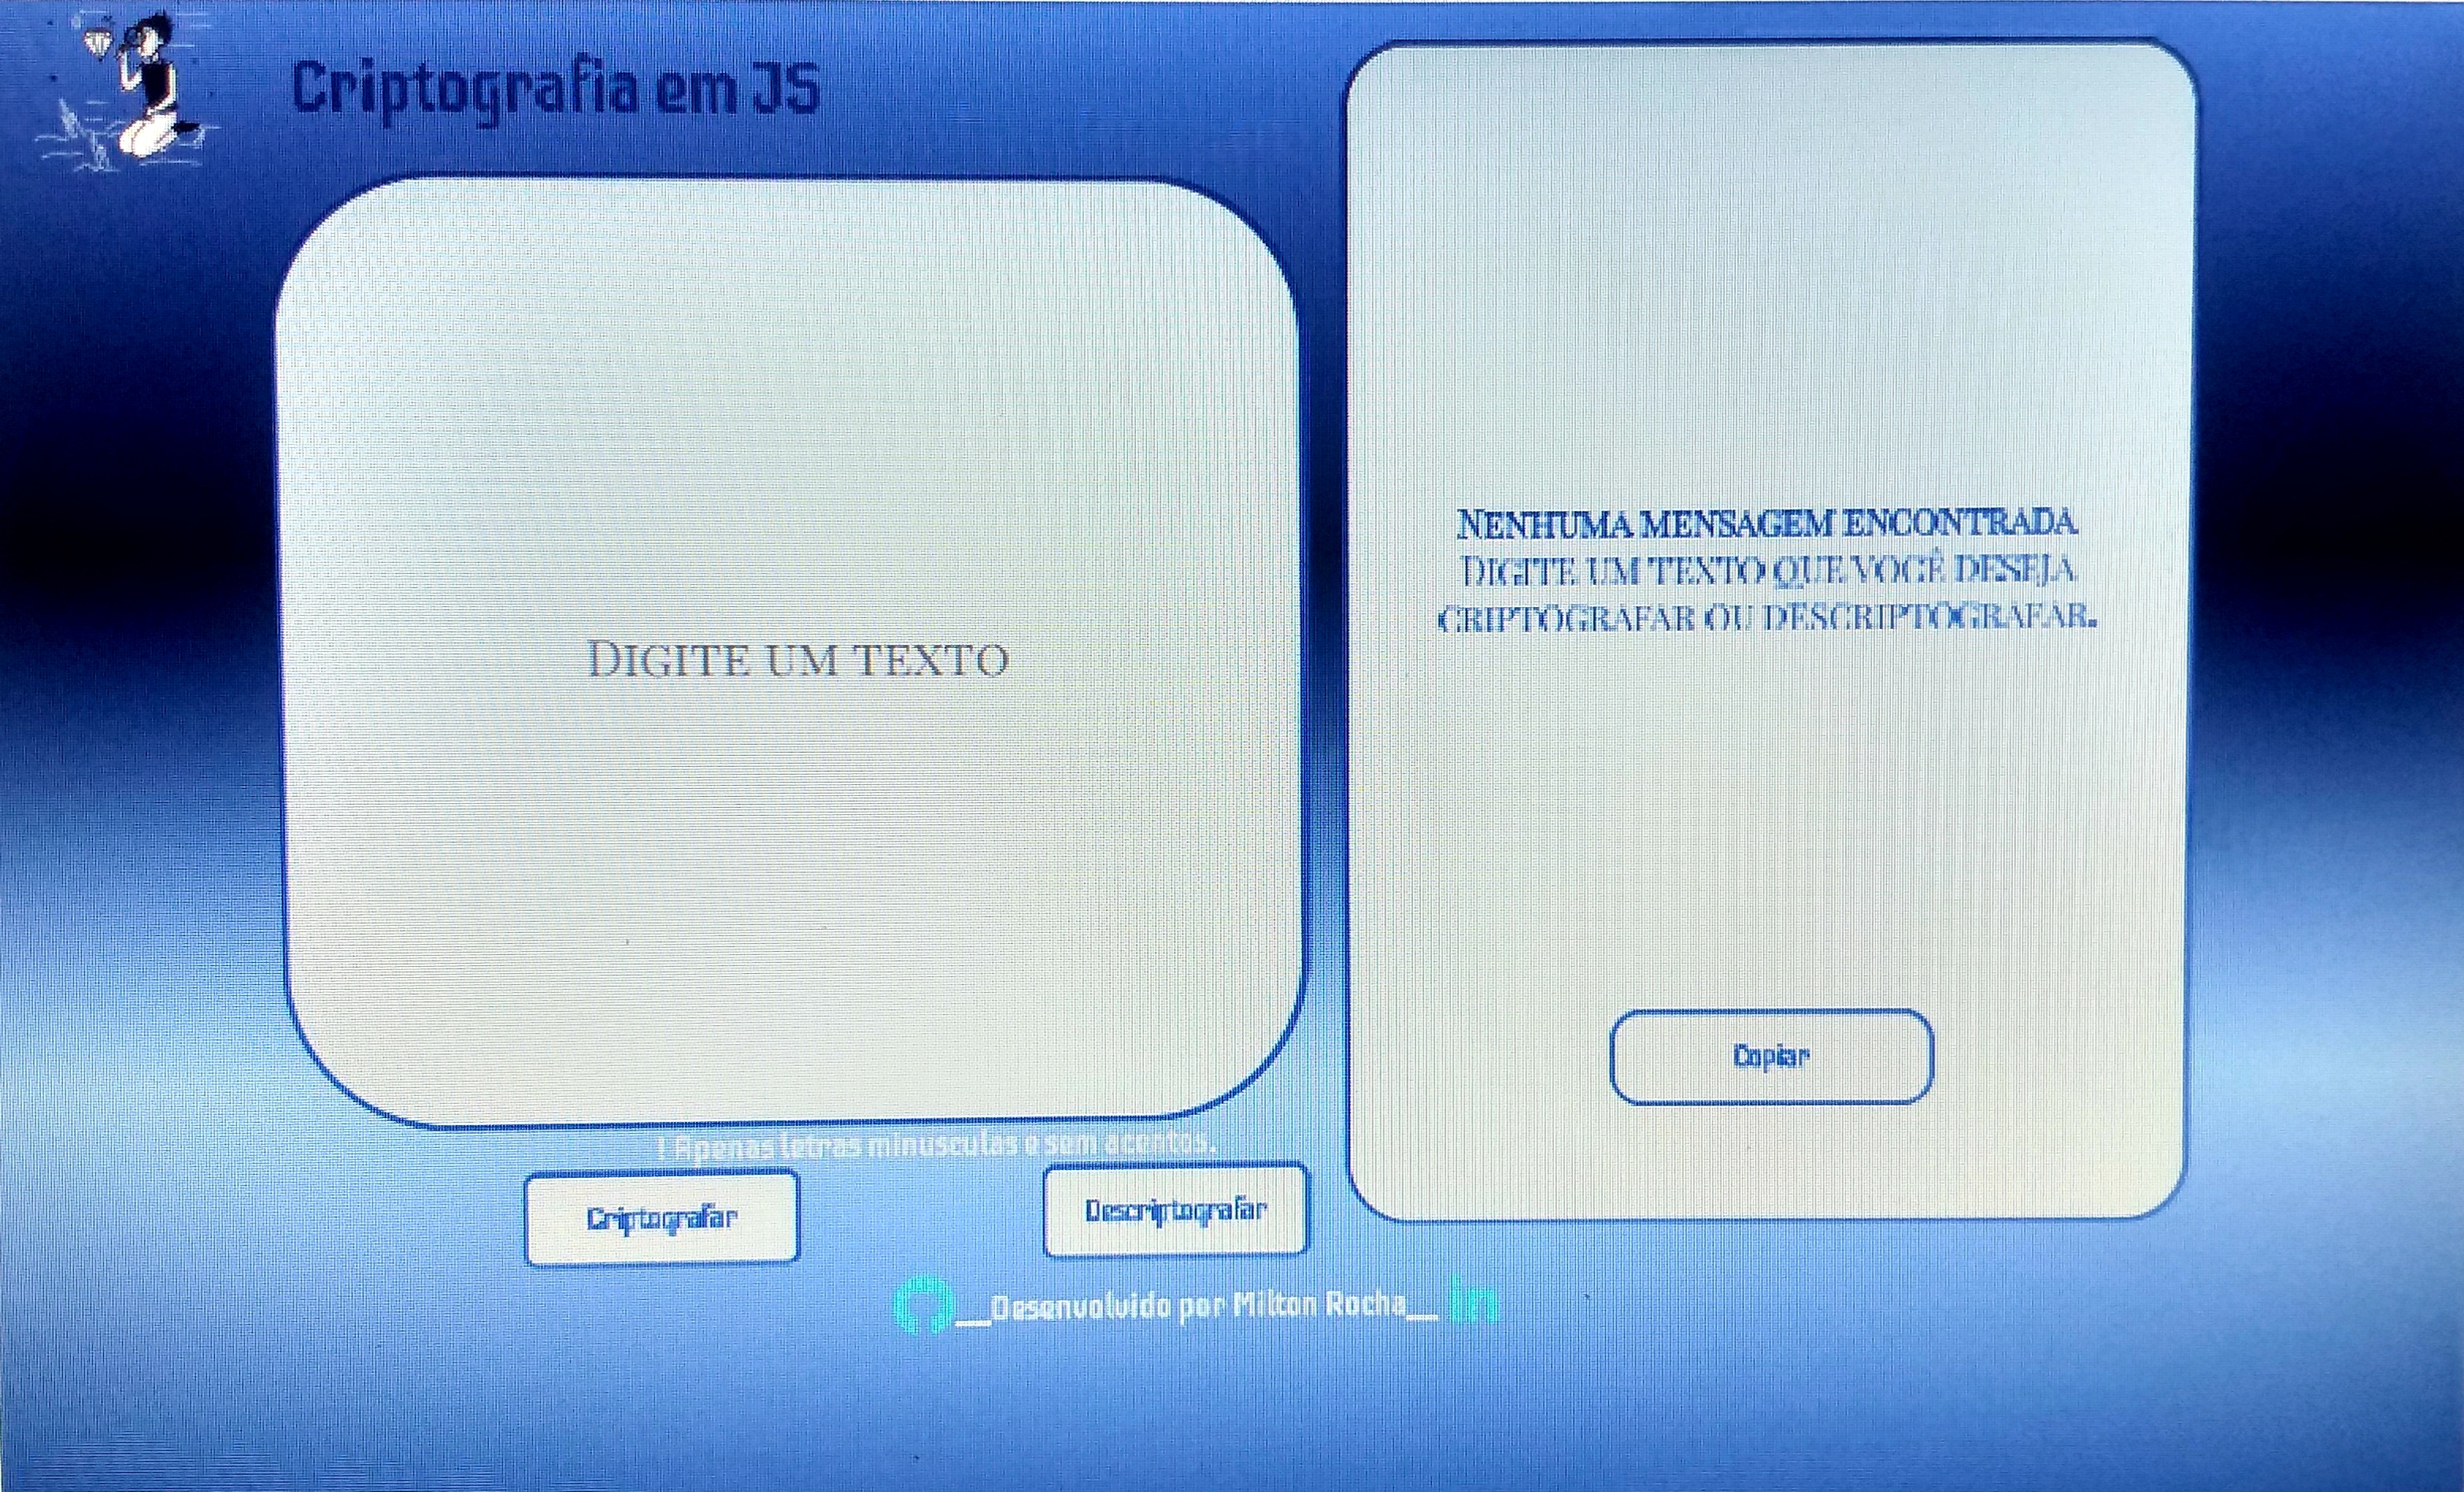 Criptografia em JS
DIGITE UM TEXTO
NENHUMA MENSAGEM ENCONTRADA
DIGITE UM TEXTO QUE VOCÊ DESEJA
CRIPTOGRAFAR OU DESCRIPTOGRAFAR.
Copiar
! Apenas letras minusculas e sem acentos.
Criptografar
Descriptografar
__Desenvolvido por Milton Rocha__ in